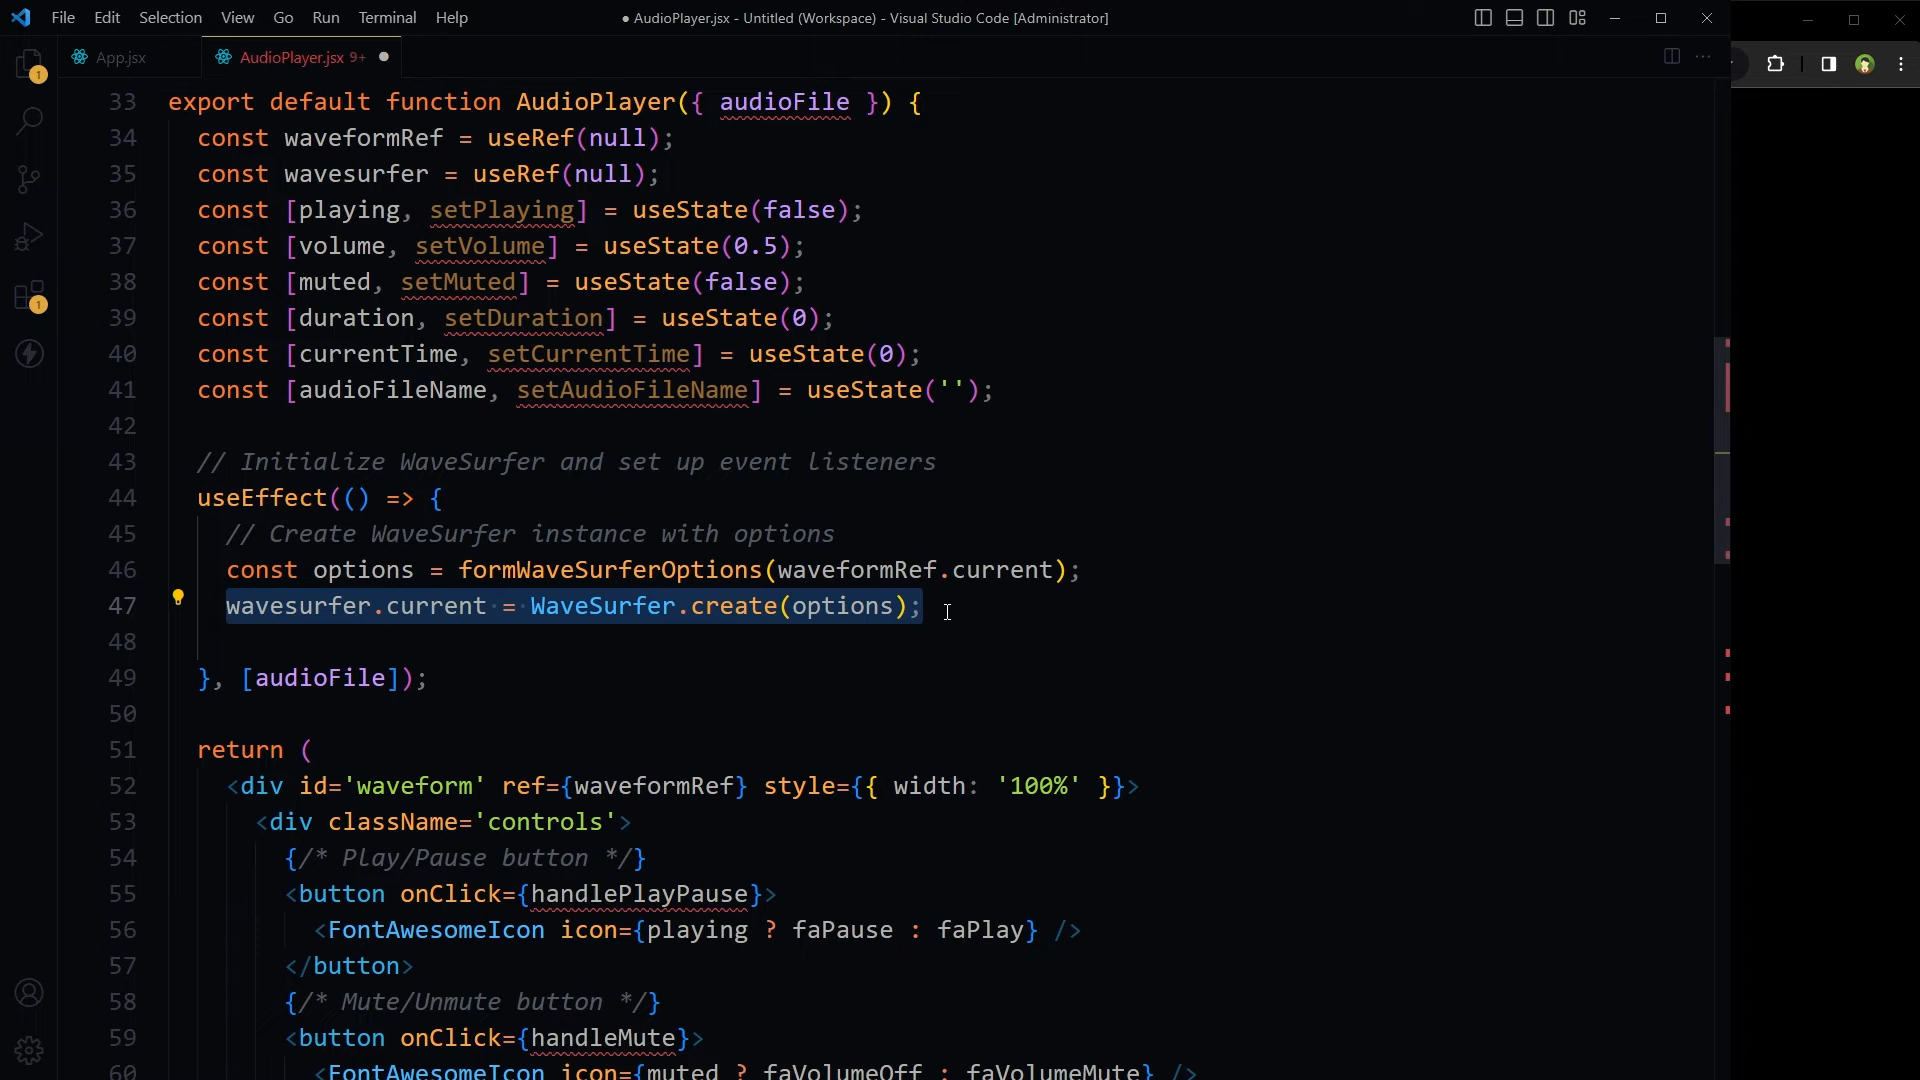 File Edit Selection View Go Run Terminal Help
● AudioPlayer.jsx - Untitled (Workspace) - Visual Studio Code [Administrator]
App.jsx
AudioPlayer.jsx 9+ ●
33 export default function AudioPlayer({ audioFile }) {
34 const waveformRef = useRef(null);
35 const wavesurfer = useRef(null);
36 const [playing, setPlaying] = useState(false);
37 const [volume, setVolume] = useState(0.5);
38 const [muted, setMuted] = useState(false);
39 const [duration, setDuration] = useState(0);
40 const [currentTime, setCurrentTime] = useState(0);
41 const [audioFileName, setAudioFileName] = useState('');
42
43 // Initialize WaveSurfer and set up event listeners
44 useEffect(() => {
45 // Create WaveSurfer instance with options
46 const options = formWaveSurferOptions(waveformRef.current);
47 wavesurfer.current = WaveSurfer.create(options);
48
49 }, [audioFile]);
50
51 return (
52 <div id='waveform' ref={waveformRef} style={{ width: '100%' }}>
53 <div className='controls'>
54 {/* Play/Pause button */}
55 <button onClick={handlePlayPause}>
56 <FontAwesomeIcon icon={playing ? faPause : faPlay} />
57 </button>
58 {/* Mute/Unmute button */}
59 <button onClick={handleMute}>
60 <FontAwesomeIcon icon={muted ? faVolumeOff : faVolumeMute} />
1
1